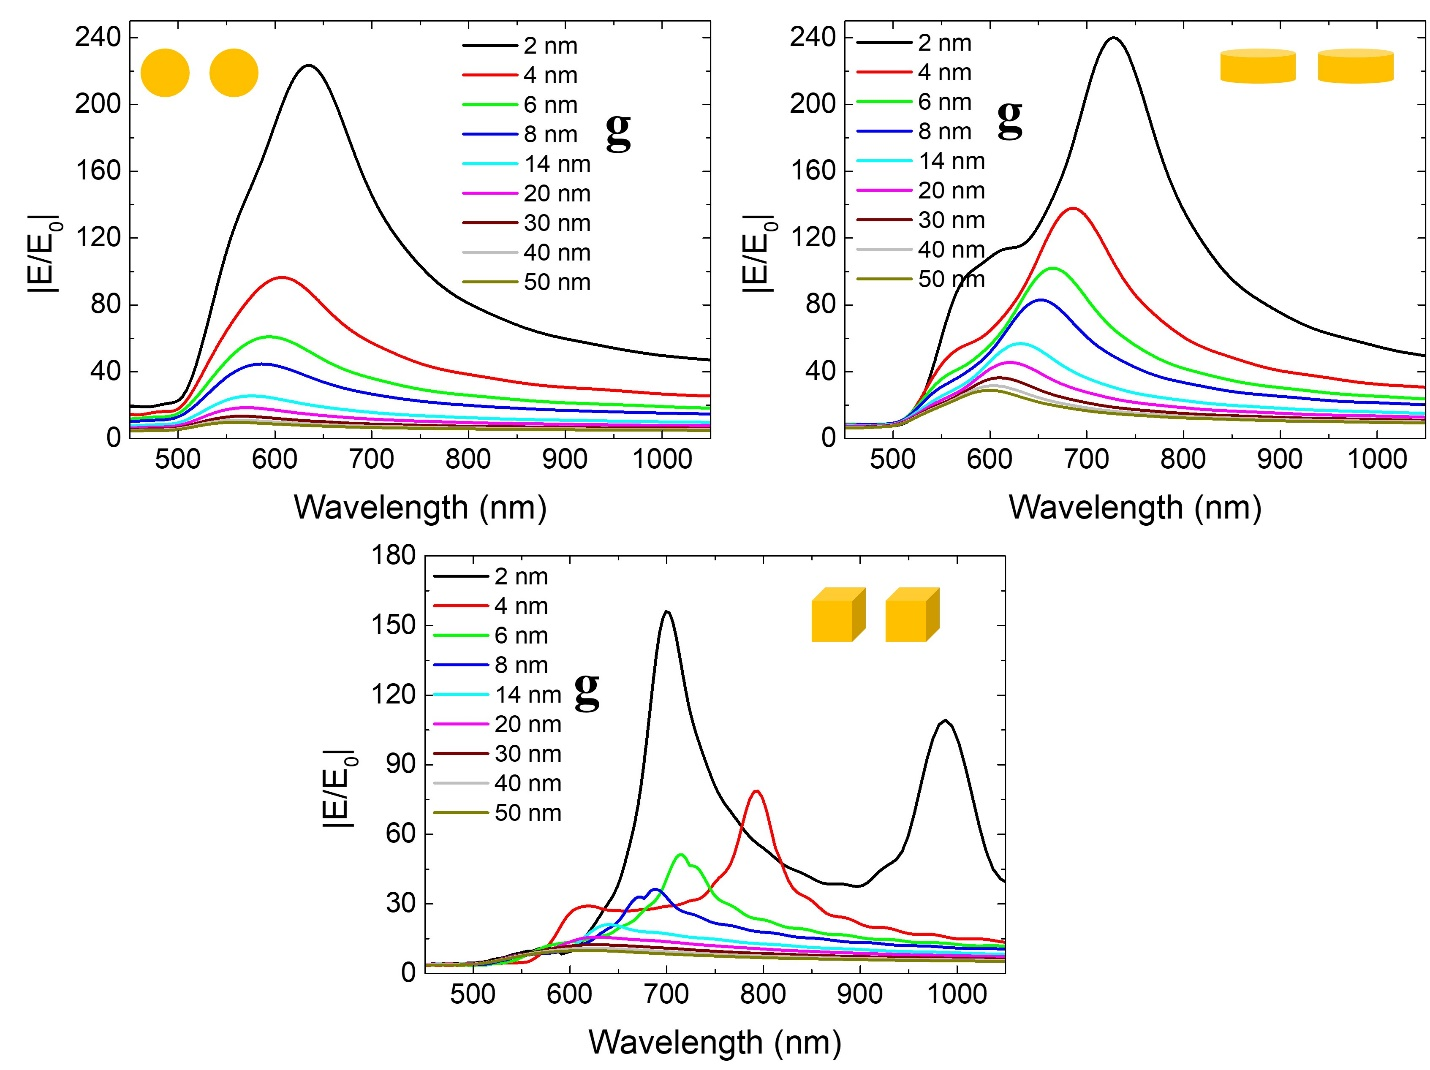 240
200
160
120
80
40
0
|E/E0|
2 nm
4 nm
6 nm
8 nm
14 nm
20 nm
30 nm
40 nm
50 nm
g
500 600 700 800 900 1000
Wavelength (nm)
240
200
160
120
80
40
0
|E/E0|
2 nm
4 nm
6 nm
8 nm
14 nm
20 nm
30 nm
40 nm
50 nm
g
500 600 700 800 900 1000
Wavelength (nm)
180
150
120
90
60
30
0
|E/E0|
2 nm
4 nm
6 nm
8 nm
14 nm
20 nm
30 nm
40 nm
50 nm
g
500 600 700 800 900 1000
Wavelength (nm)